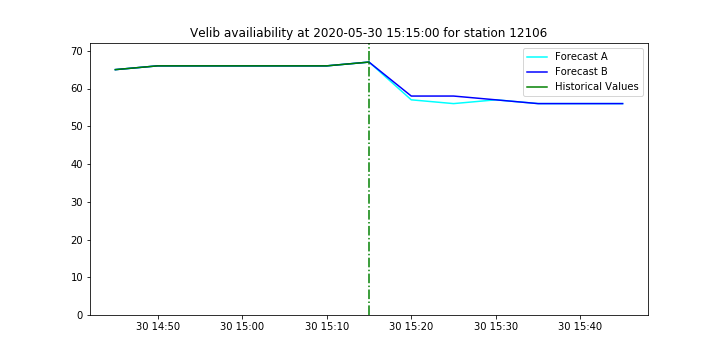 Velib availiability at 2020-05-30 15:15:00 for station 12106
70
60
50
40
30
20
10
0
Forecast A
Forecast B
Historical Values
30 14:50 30 15:00 30 15:10 30 15:20 30 15:30 30 15:40